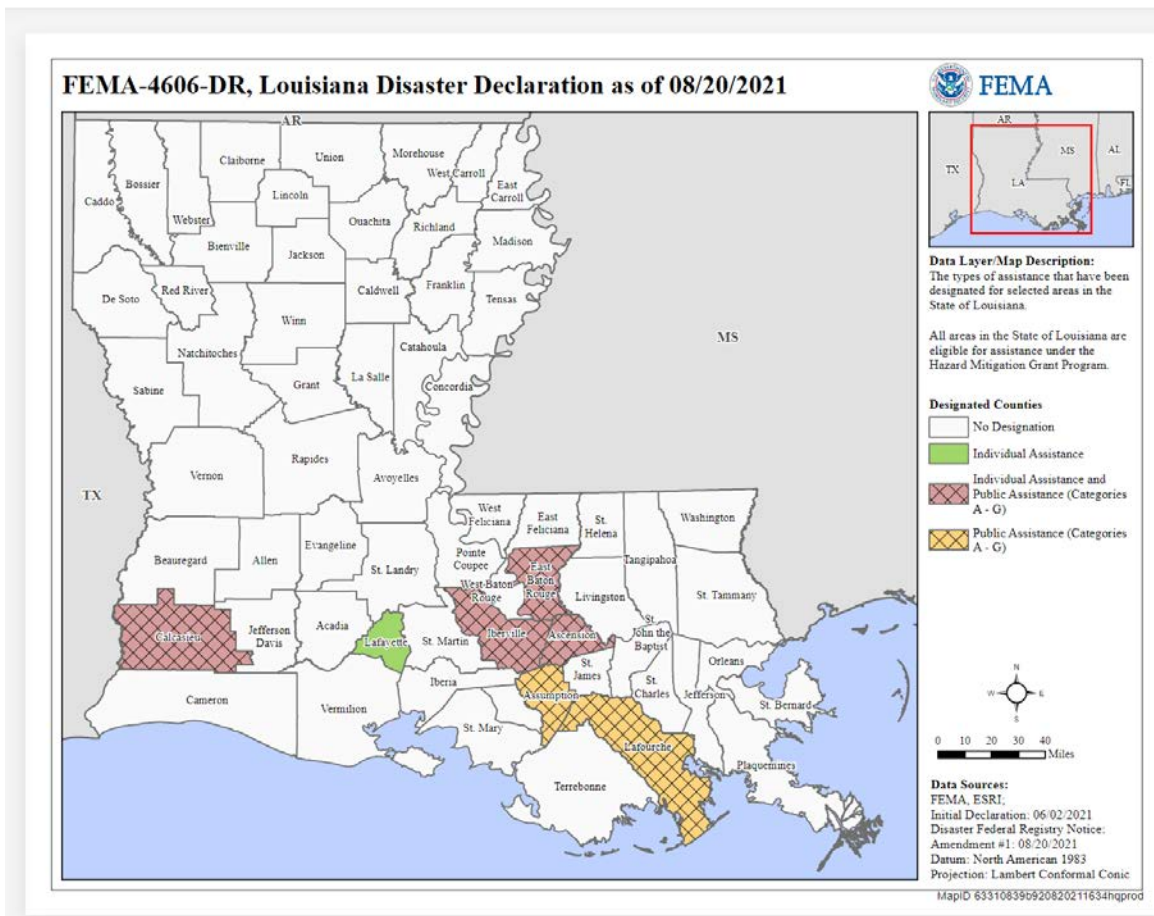 FEMA-4606-DR, Louisiana Disaster Declaration as of 08/20/2021
FEMA
AR
Claiborne
Union
Morehouse
West Carroll
East
Carroll
Bossier
Caddo
Webster
Lincoln
Ouachita
Richland
Madison
Bienville
Jackson
De Soto
Red River
Caldwell
Franklin
Tensas
Winn
Natchitoches
Catahoula
Sabine
Grant
La Salle
Concordia
MS
TX
Vernon
Rapides
Avoyelles
West
Feliciana
East
Feliciana
St.
Helena
Washington
Beauregard
Allen
Evangeline
St. Landry
Pointe
Coupee
Tangipahoa
West Baton
Rouge
East
Baton
Rouge
Livingston
St. Tammany
Calcasieu
Jefferson
Davis
Acadia
Lafayette
St. Martin
Iberville
Ascension
St.
John the
Baptist
St.
James
Orleans
Cameron
Vermilion
Iberia
Assumption
St.
Charles
Jefferson
St. Bernard
St. Mary
Lafourche
Terrebonne
Plaquemines
AR
MS
AL
TX
LA
FL
Data Layer/Map Description:
The types of assistance that have been
designated for selected areas in the
State of Louisiana.
All areas in the State of Louisiana are
eligible for assistance under the
Hazard Mitigation Grant Program.
Designated Counties
No Designation
Individual Assistance
Individual Assistance and
Public Assistance (Categories
A - G)
Public Assistance (Categories
A - G)
N
W E
S
0 10 20 30 40
Miles
Data Sources:
FEMA, ESRI;
Initial Declaration: 06/02/2021
Disaster Federal Registry Notice:
Amendment #1: 08/20/2021
Datum: North American 1983
Projection: Lambert Conformal Conic
MapID 63310839b920820211634hqprod